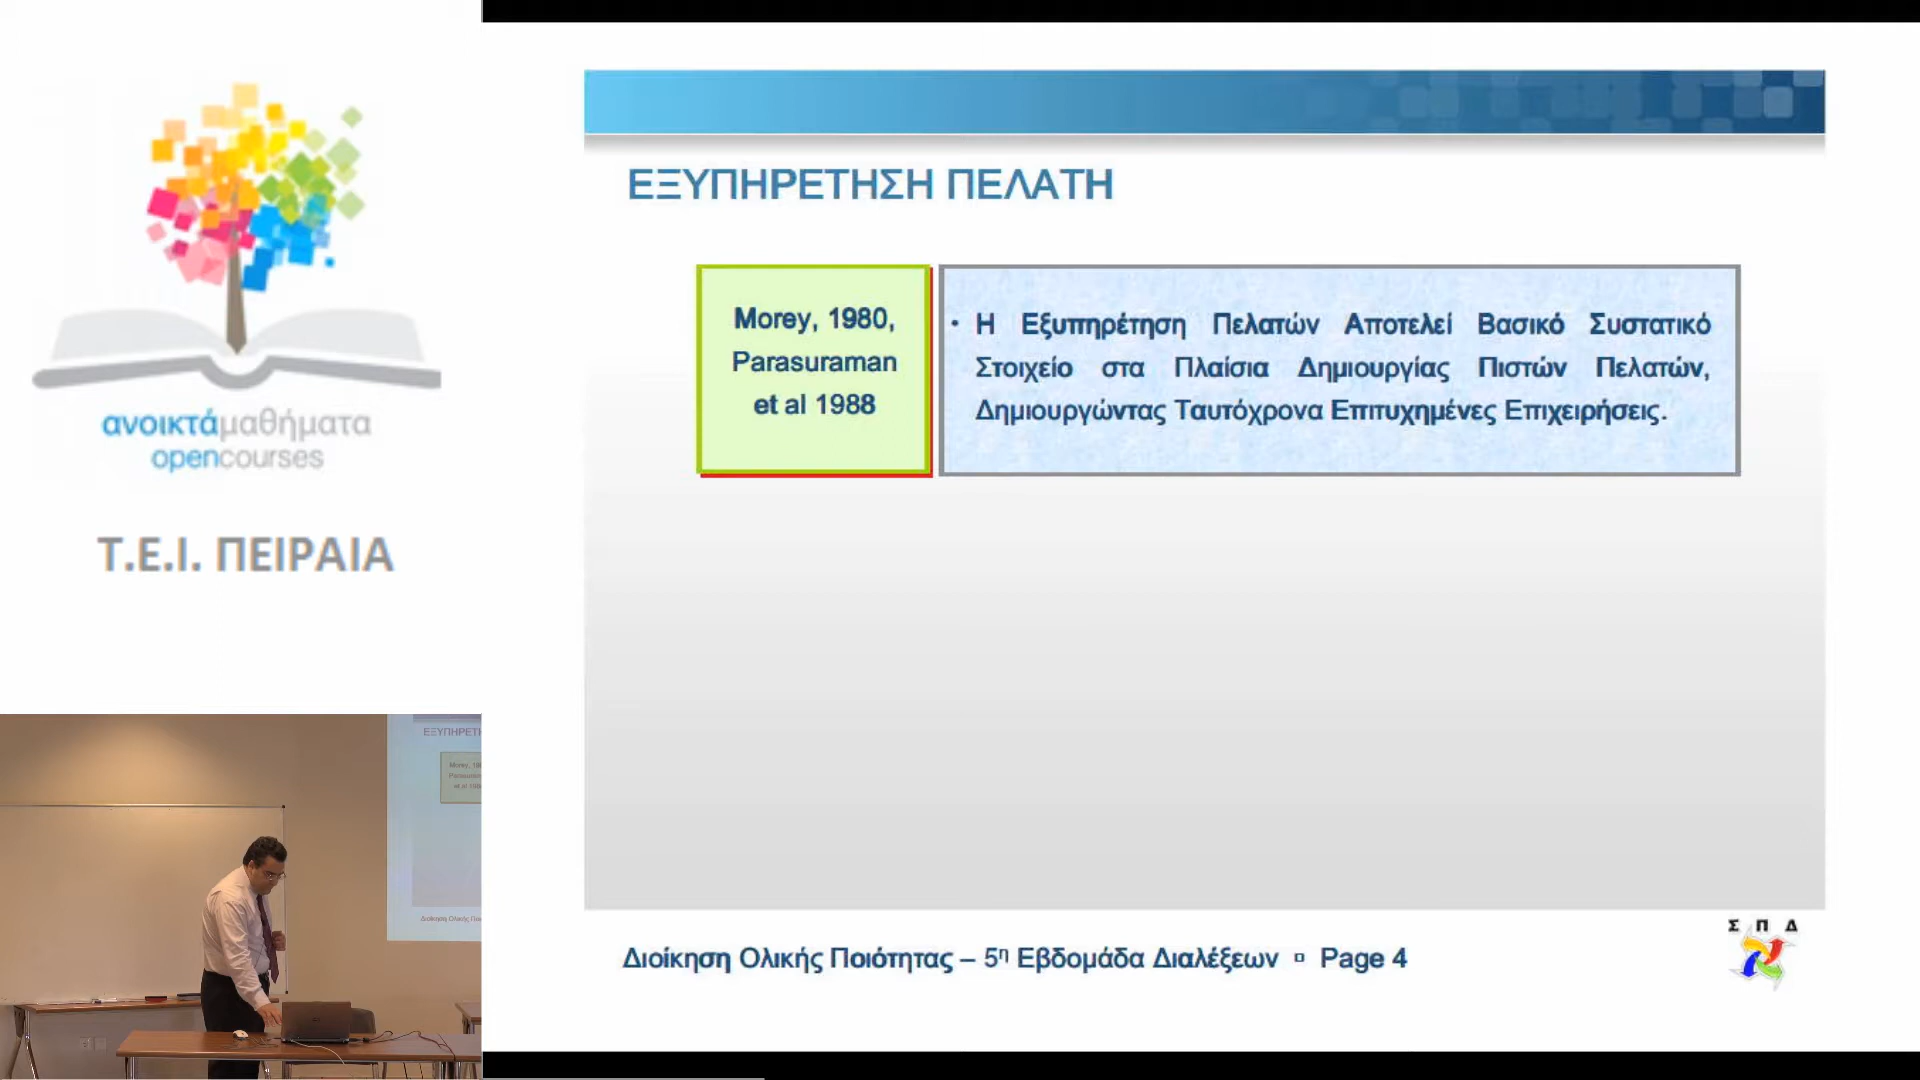 ανοικτάμαθήματα
opencourses
Τ.Ε.Ι. ΠΕΙΡΑΙΑ
ΕΞΥΠΗΡΕΤΗΣΗ ΠΕΛΑΤΗ
Morey, 1980,
Parasuraman
et al 1988
• Η Εξυπηρέτηση Πελατών Αποτελεί Βασικό Συστατικό
Στοιχείο στα Πλαίσια Δημιουργίας Πιστών Πελατών,
Δημιουργώντας Ταυτόχρονα Επιτυχημένες Επιχειρήσεις.
Διοίκηση Ολικής Ποιότητας – 5η Εβδομάδα Διαλέξεων ▫ Page 4
Σ Π Δ
ΕΞΥΠΗΡΕΤ